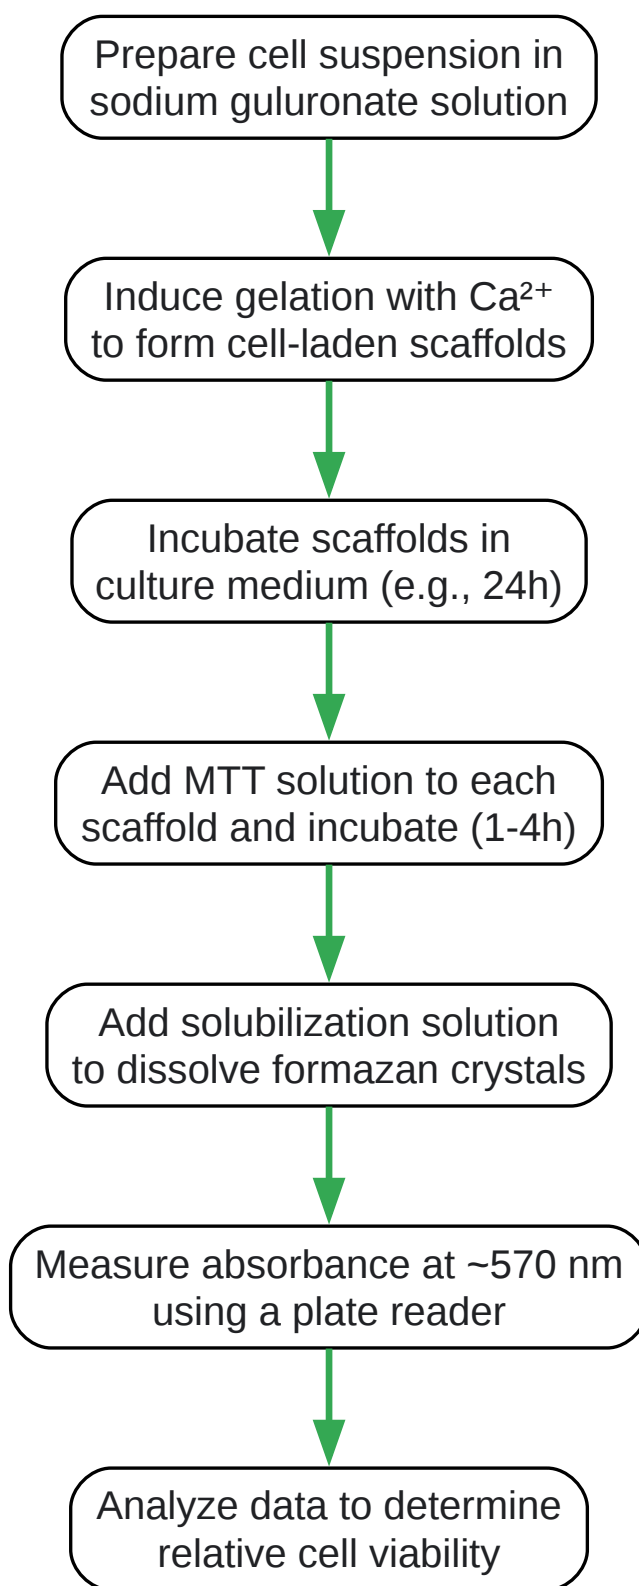 Prepare cell suspension in
sodium guluronate solution
Induce gelation with Ca²⁺
to form cell-laden scaffolds
Incubate scaffolds in
culture medium (e.g., 24h)
Add MTT solution to each
scaffold and incubate (1-4h)
Add solubilization solution
to dissolve formazan crystals
Measure absorbance at ~570 nm
using a plate reader
Analyze data to determine
relative cell viability